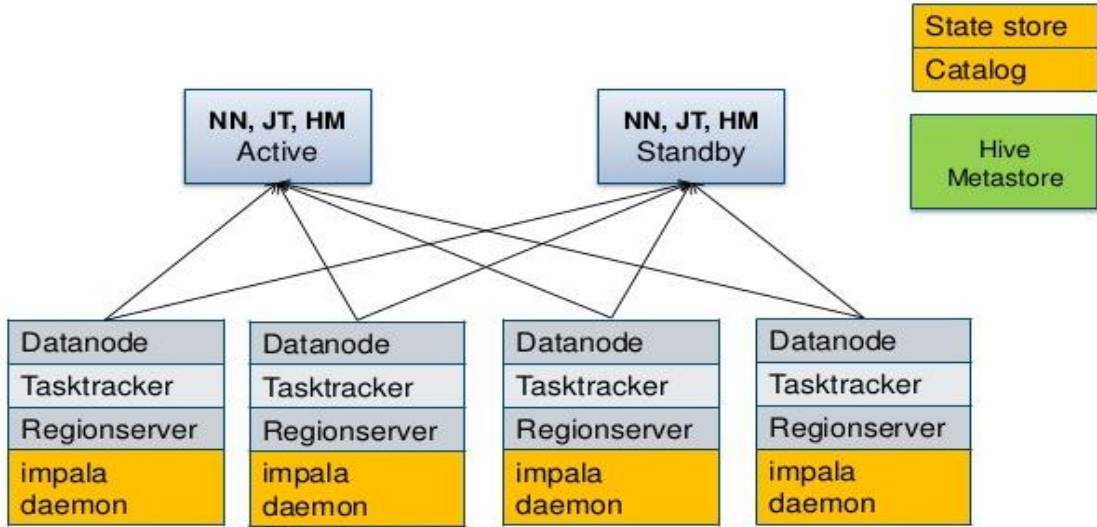 State store
Catalog
NN, JT, HM
Active
NN, JT, HM
Standby
Hive
Metastore
Datanode
Tasktracker
Regionserver
impala
daemon
Datanode
Tasktracker
Regionserver
impala
daemon
Datanode
Tasktracker
Regionserver
impala
daemon
Datanode
Tasktracker
Regionserver
impala
daemon